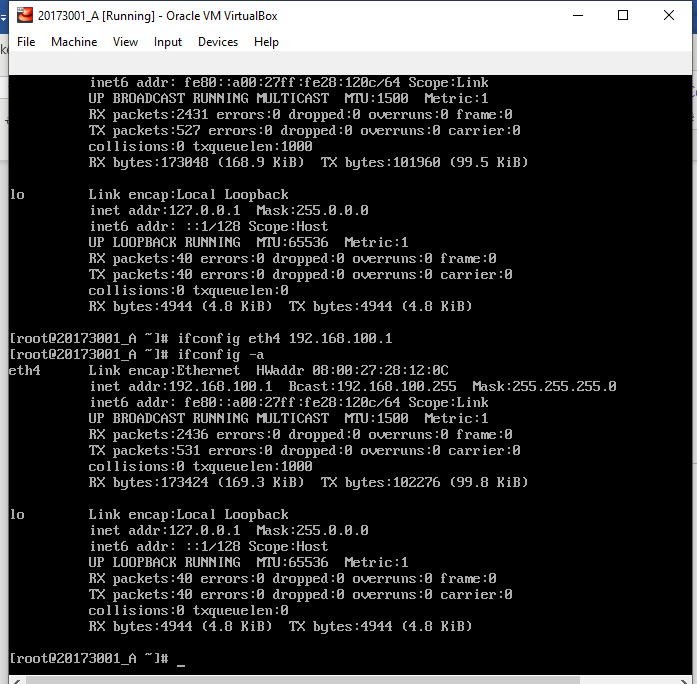 20173001_A [Running] - Oracle VM VirtualBox
File Machine View Input Devices Help
inet6 addr: fe80::a00:27ff:fe28:120c/64 Scope:Link
UP BROADCAST RUNNING MULTICAST MTU:1500 Metric:1
RX packets:2431 errors:0 dropped:0 overruns:0 frame:0
TX packets:527 errors:0 dropped:0 overruns:0 carrier:0
collisions:0 txqueuelen:1000
RX bytes:173048 (168.9 KiB) TX bytes:101960 (99.5 KiB)
lo Link encap:Local Loopback
inet addr:127.0.0.1 Mask:255.0.0.0
inet6 addr: ::1/128 Scope:Host
UP LOOPBACK RUNNING MTU:65536 Metric:1
RX packets:40 errors:0 dropped:0 overruns:0 frame:0
TX packets:40 errors:0 dropped:0 overruns:0 carrier:0
collisions:0 txqueuelen:0
RX bytes:4944 (4.8 KiB) TX bytes:4944 (4.8 KiB)
[root@20173001_A ~]# ifconfig eth4 192.168.100.1
[root@20173001_A ~]# ifconfig -a
eth4 Link encap:Ethernet HWaddr 08:00:27:28:12:0C
inet addr:192.168.100.1 Bcast:192.168.100.255 Mask:255.255.255.0
inet6 addr: fe80::a00:27ff:fe28:120c/64 Scope:Link
UP BROADCAST RUNNING MULTICAST MTU:1500 Metric:1
RX packets:2436 errors:0 dropped:0 overruns:0 frame:0
TX packets:531 errors:0 dropped:0 overruns:0 carrier:0
collisions:0 txqueuelen:1000
RX bytes:173424 (169.3 KiB) TX bytes:102276 (99.8 KiB)
lo Link encap:Local Loopback
inet addr:127.0.0.1 Mask:255.0.0.0
inet6 addr: ::1/128 Scope:Host
UP LOOPBACK RUNNING MTU:65536 Metric:1
RX packets:40 errors:0 dropped:0 overruns:0 frame:0
TX packets:40 errors:0 dropped:0 overruns:0 carrier:0
collisions:0 txqueuelen:0
RX bytes:4944 (4.8 KiB) TX bytes:4944 (4.8 KiB)
[root@20173001_A ~]# _